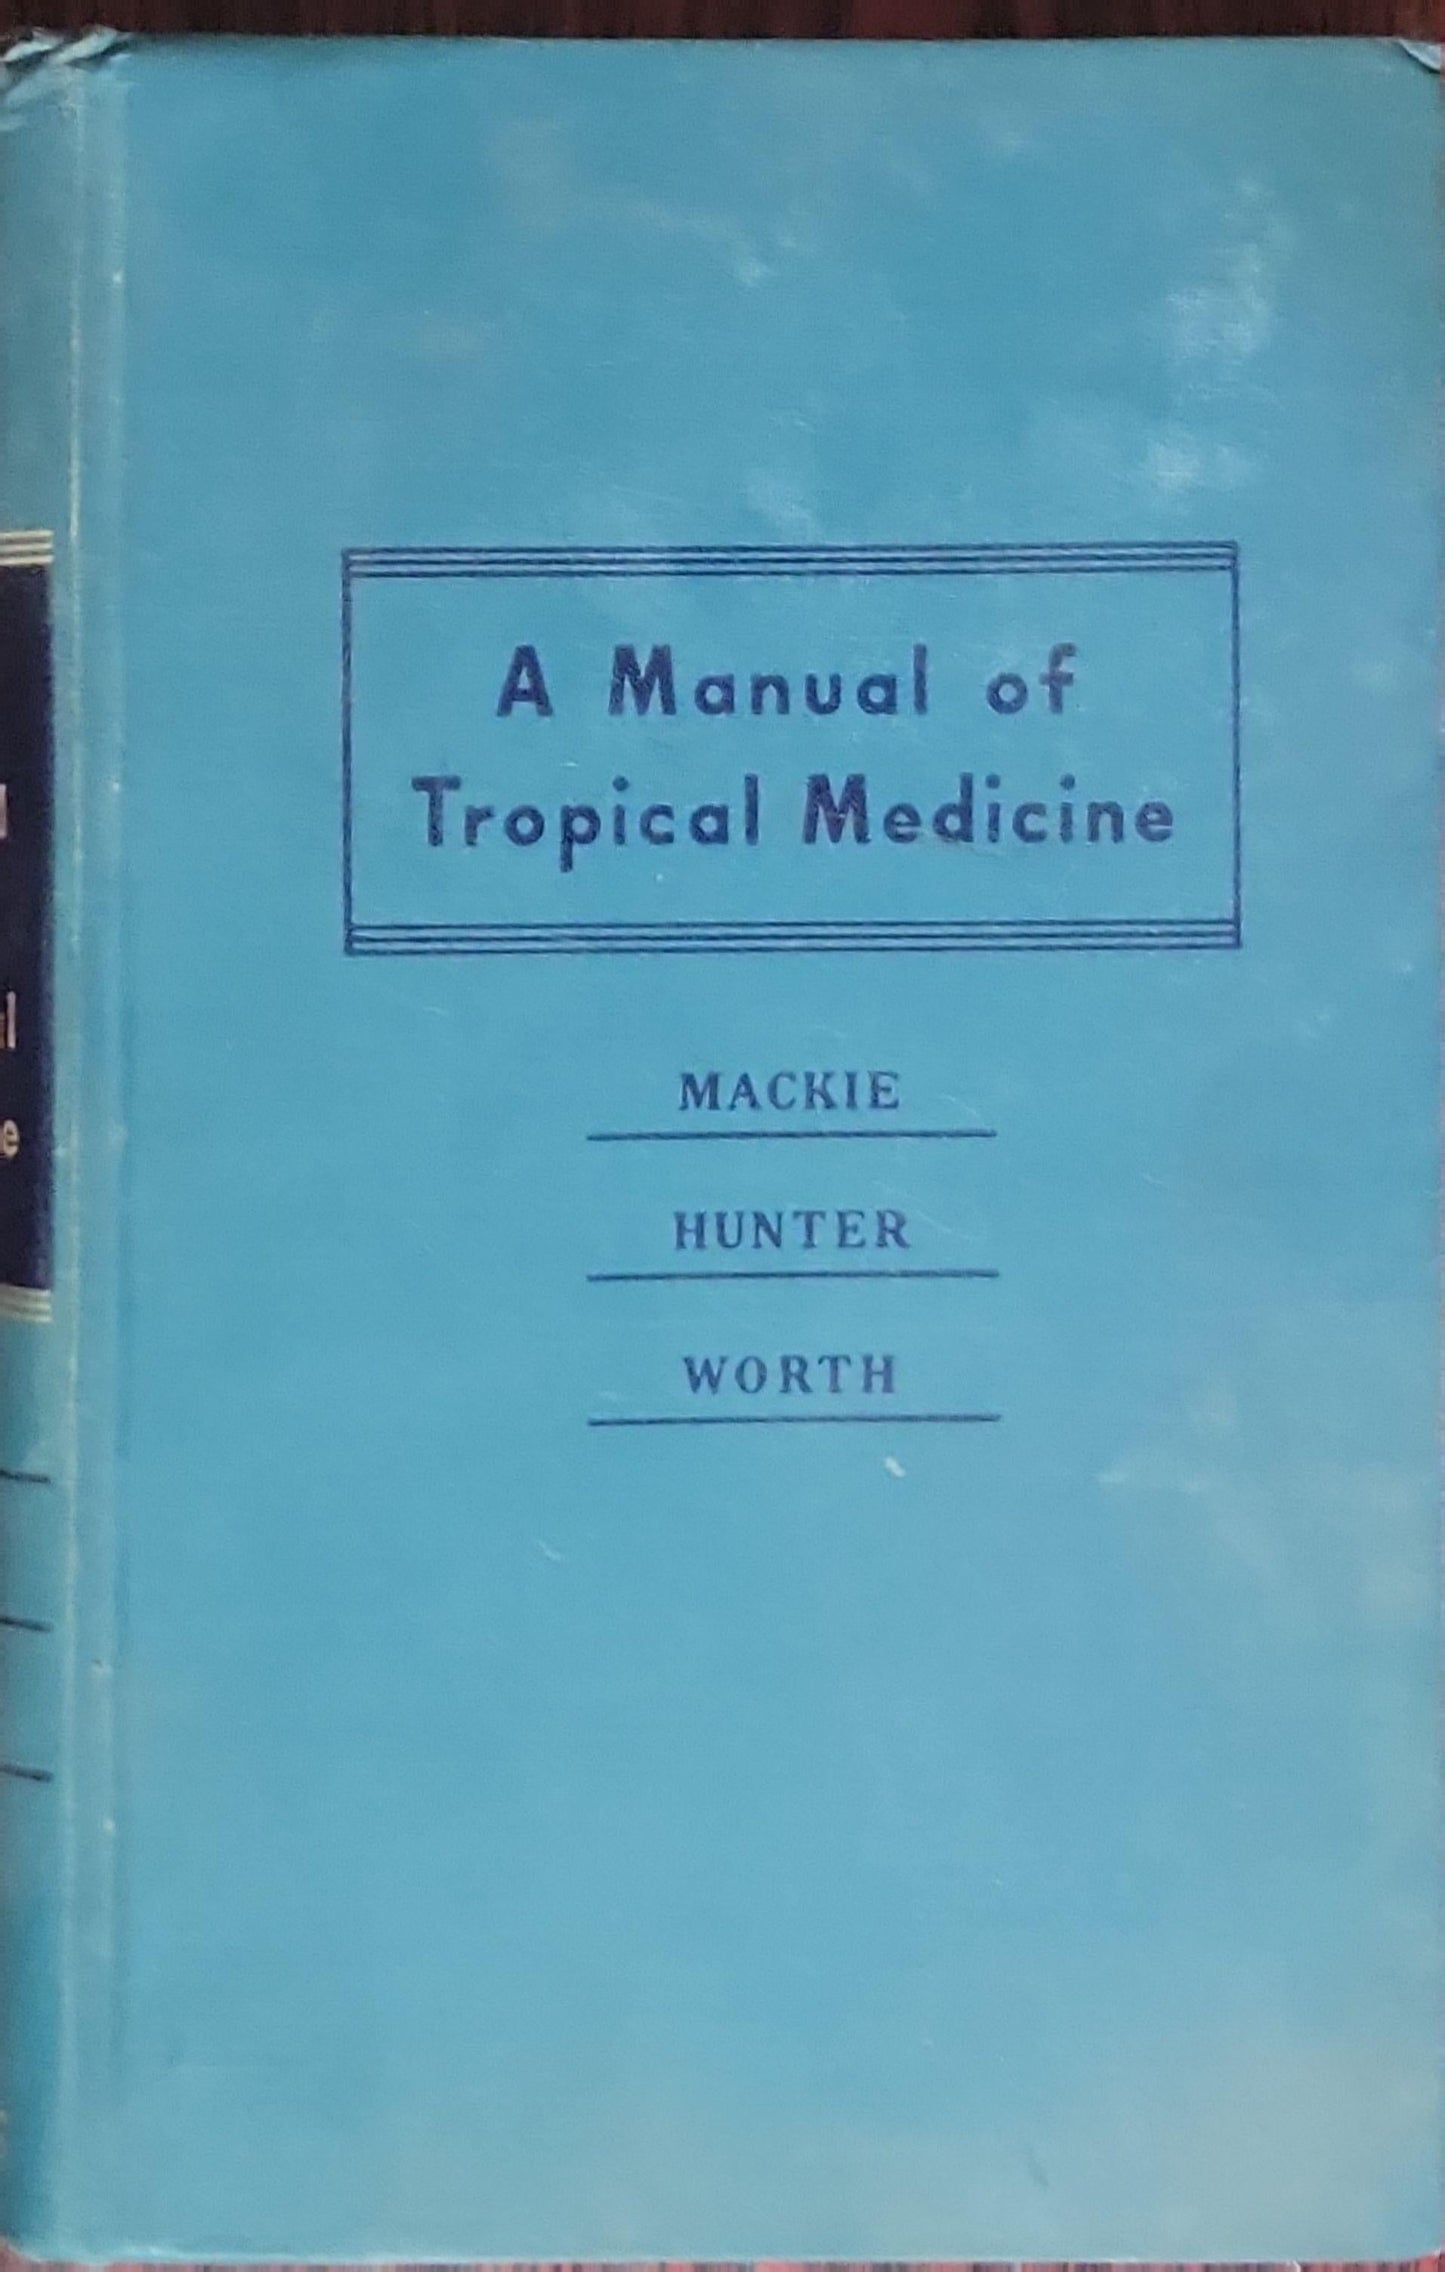 A Manual of
Tropical Medicine
MACKIE
HUNTER
WORTH